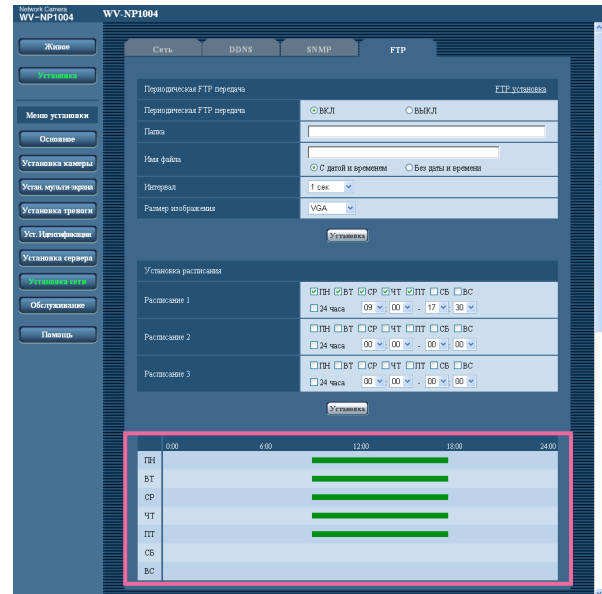 Network Camera
WV-NP1004
WV-NP1004
Живое
Установка
Меню установки
Основное
Установка камеры
Устан. мульти-экрана
Установка тревоги
Уст. Идентификации
Установка сервера
Установка сети
Обслуживание
Помощь
Сеть DDNS SNMP FTP
Периодическая FTP передача FTP установка
Периодическая FTP передача ВКЛ ВЫКЛ
Папка
Имя файла
С датой и временем Без даты и времени
Интервал 1 сек
Размер изображения VGA
Установка
Установка расписания
Расписание 1 ПН ВТ СР ЧТ ПТ СБ ВС
24 часа 09 : 00 - 17 : 30
Расписание 2 ПН ВТ СР ЧТ ПТ СБ ВС
24 часа 00 : 00 - 00 : 00
Расписание 3 ПН ВТ СР ЧТ ПТ СБ ВС
24 часа 00 : 00 - 00 : 00
Установка
0:00 6:00 12:00 18:00 24:00
ПН
ВТ
СР
ЧТ
ПТ
СБ
ВС